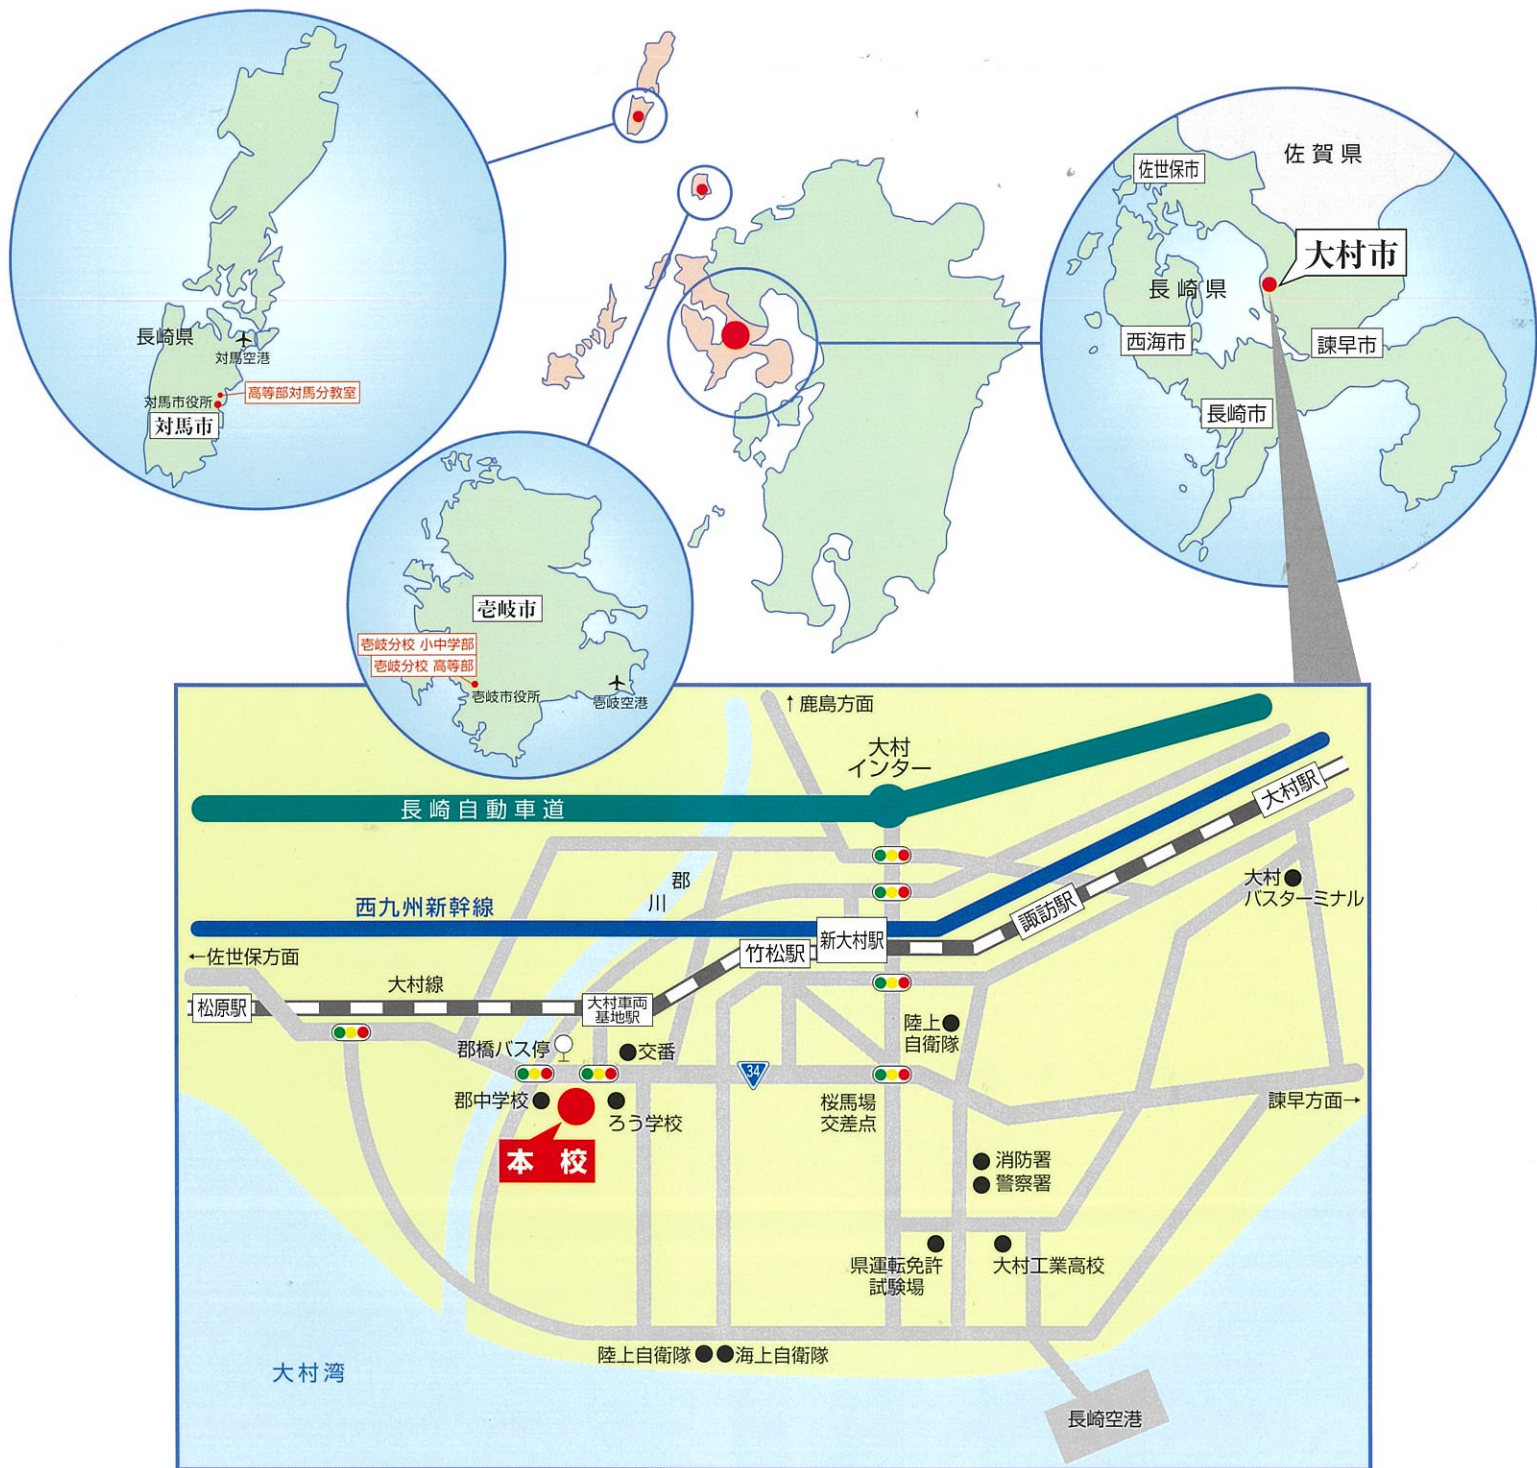 長崎県
対馬空港
高等部対馬分教室
対馬市役所
対馬市
佐賀県
佐世保市
大村市
長崎県
西海市
諫早市
長崎市
壱岐市
壱岐分校 小中学部
壱岐分校 高等部
壱岐市役所
壱岐空港
↑鹿島方面
大村
インター
長崎自動車道
大村駅
郡川
大村
バスターミナル
西九州新幹線
諏訪駅
新大村駅
竹松駅
←佐世保方面
大村線
松原駅
大村車両
基地駅
陸上
自衛隊
郡橋バス停
交番
34
郡中学校
ろう学校
桜馬場
交差点
諫早方面→
本校
消防署
警察署
県運転免許
試験場
大村工業高校
陸上自衛隊
海上自衛隊
大村湾
長崎空港